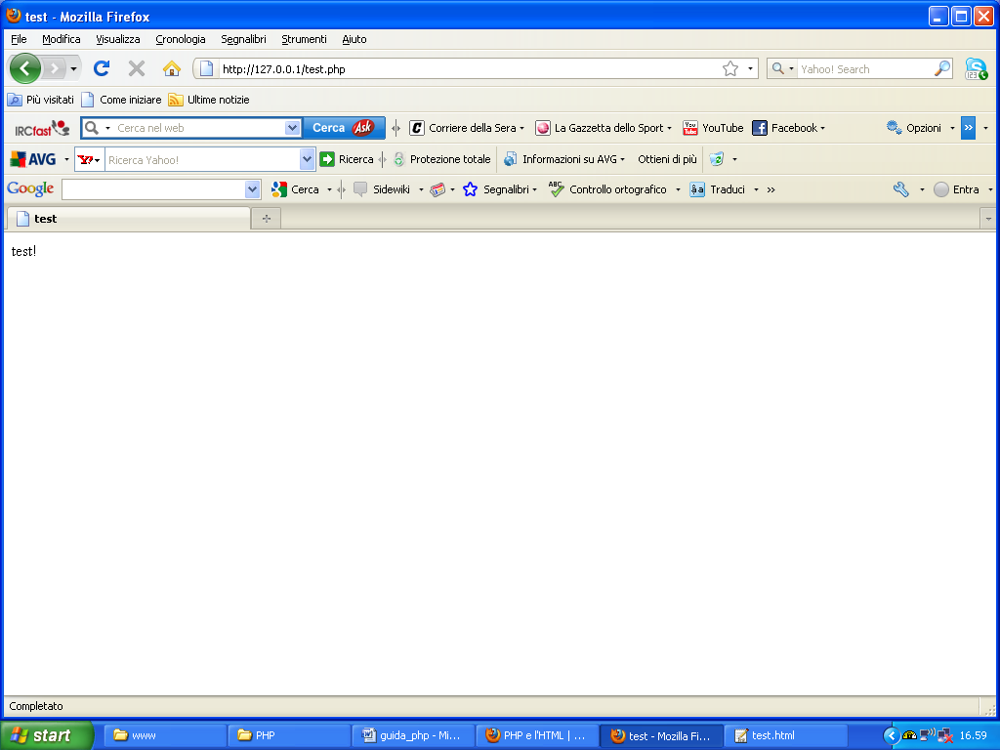 test - Mozilla Firefox
File Modifica Visualizza Cronologia Segnalibri Strumenti Aiuto
http://127.0.0.1/test.php Yahoo! Search
Più visitati Come iniziare Ultime notizie
IRCfast Cerca nel web Cerca Ask Corriere della Sera La Gazzetta dello Sport YouTube Facebook Opzioni »
AVG Y! Ricerca Yahoo! Ricerca Protezione totale Informazioni su AVG Ottieni di più
Google Cerca Sidewiki Segnalibri ABC Controllo ortografico âa Traduci » Entra
test
test!
Completato
start www PHP guida_php - Mi... PHP e l'HTML | ... test - Mozilla Fi... test.html 16.59